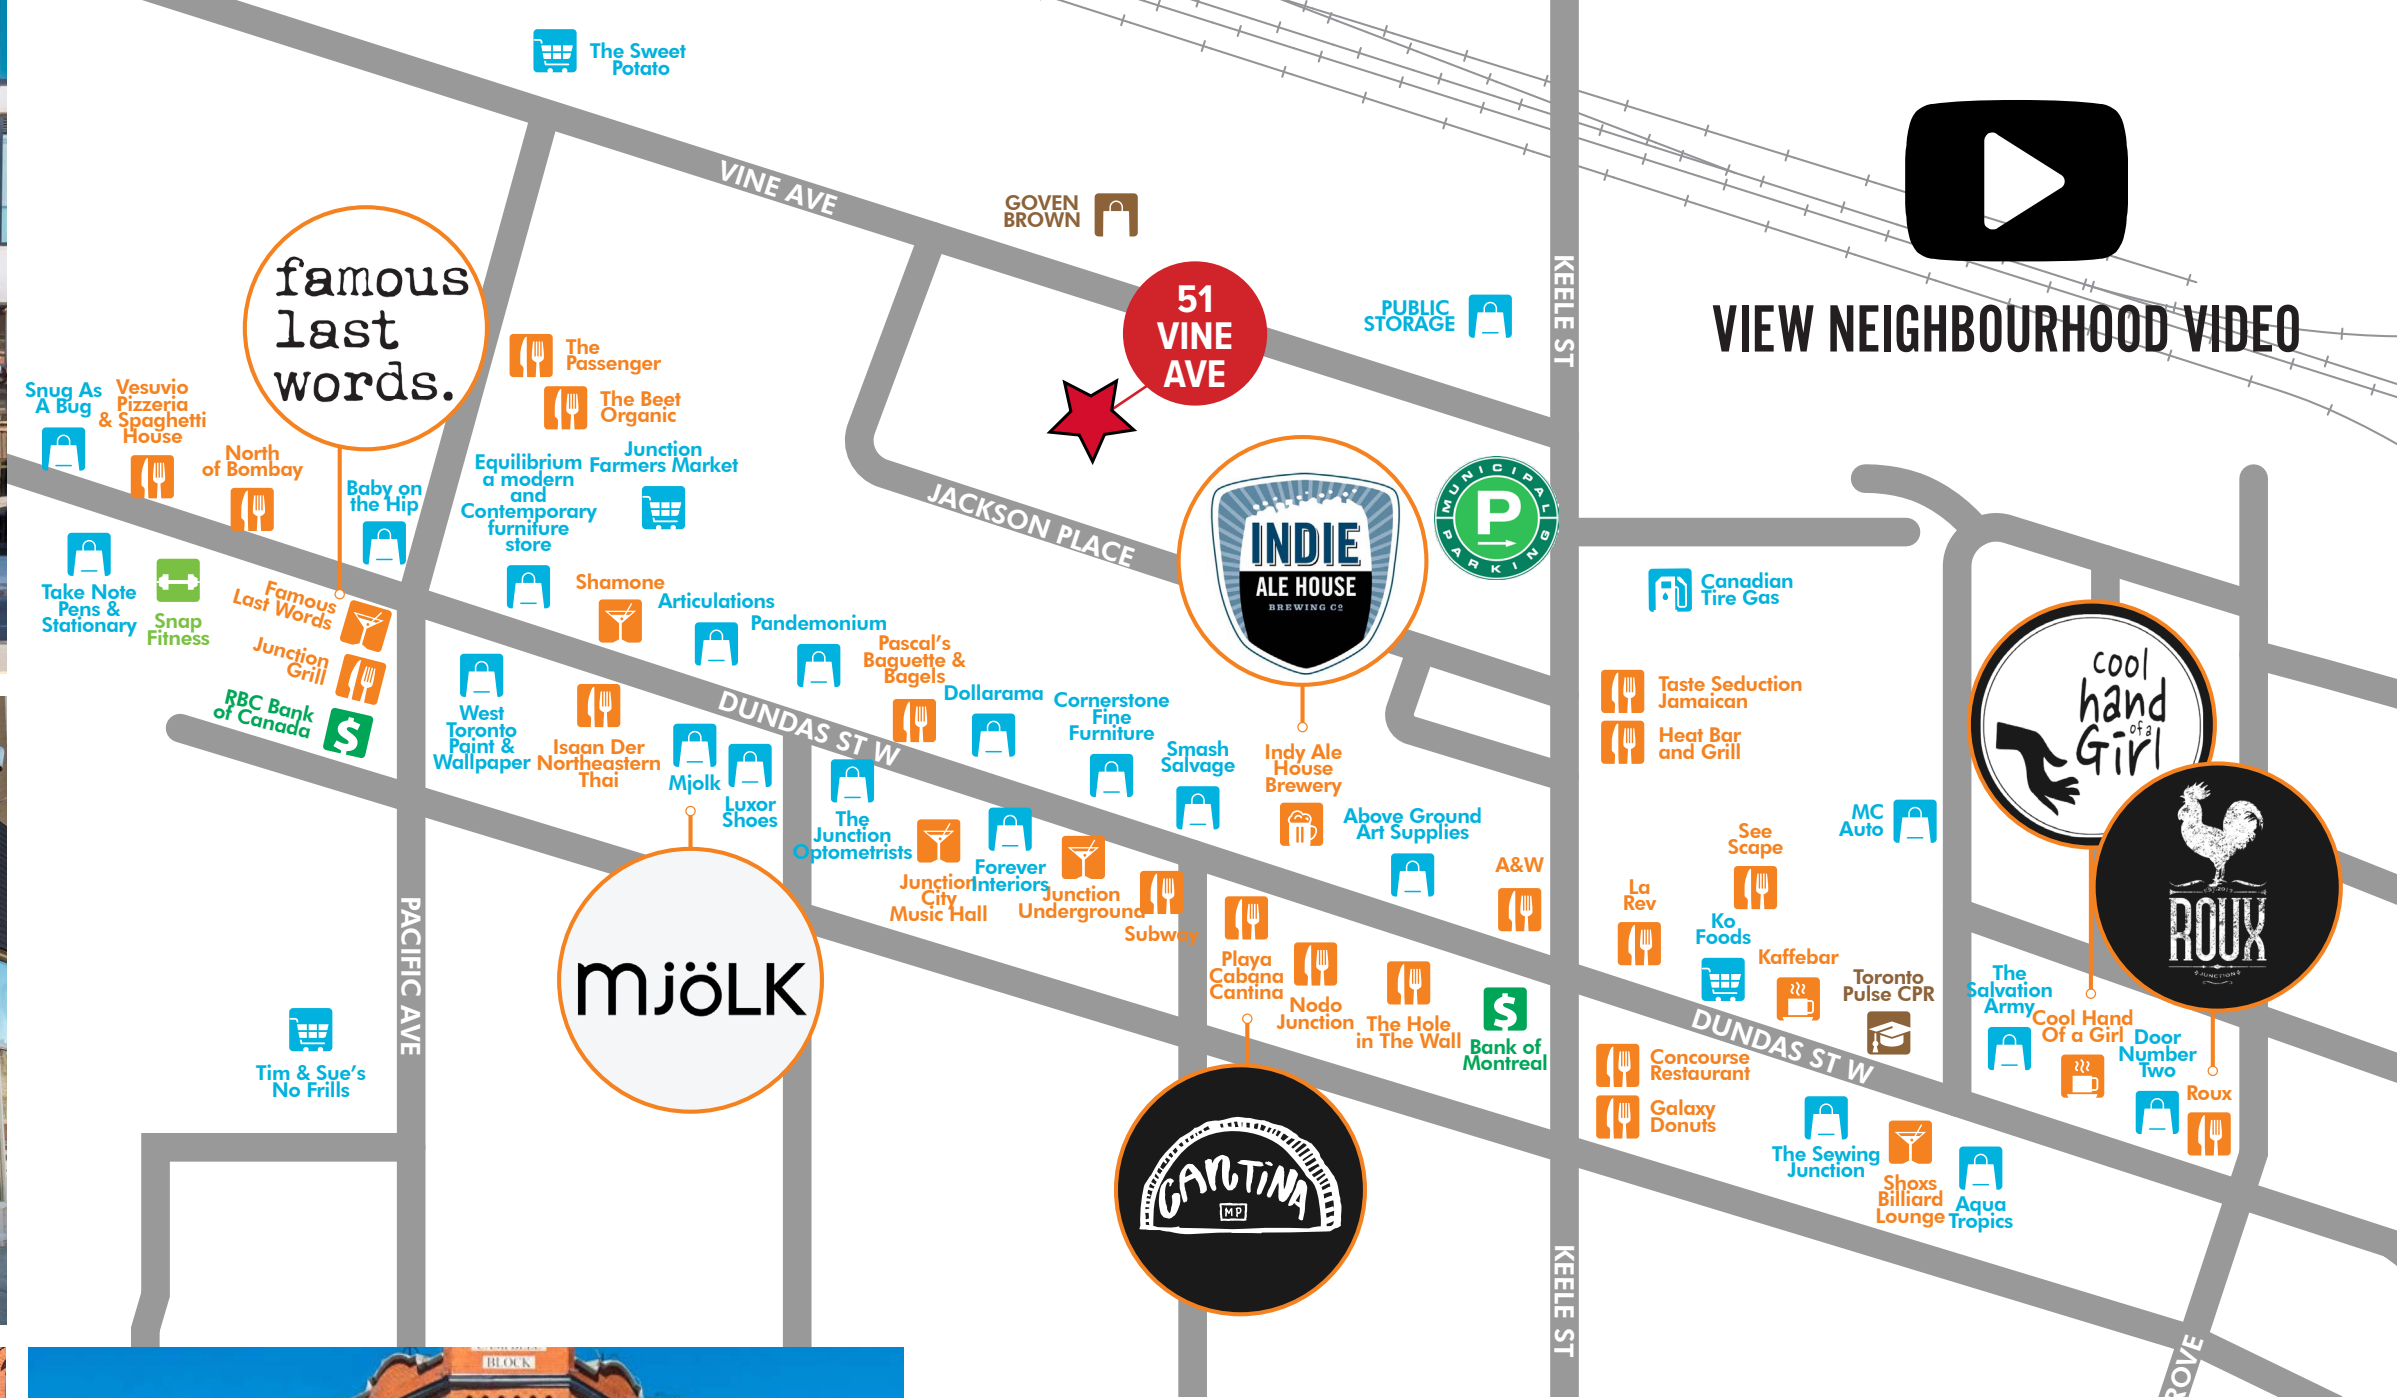 The Sweet
Potato
VINE AVE
GOVEN
BROWN
51
VINE
AVE
PUBLIC
STORAGE
KEELE ST
VIEW NEIGHBOURHOOD VIDEO
famous
last
words.
The
Passenger
The Beet
Organic
Snug As
A Bug
Vesuvio
Pizzeria
& Spaghetti
House
North
of Bombay
Baby on
the Hip
Equilibrium
a modern
and
Contemporary
furniture
store
Junction
Farmers Market
JACKSON PLACE
INDIE
ALE HOUSE
BREWING CO
MUNICIPAL
P
PARKING
Take Note
Pens &
Stationary
Snap
Fitness
Famous
Last Words
Junction
Grill
RBC Bank
of Canada
Shamone
Articulations
Pandemonium
Pascal's
Baguette &
Bagels
Dollarama
Cornerstone
Fine
Furniture
Smash
Salvage
Indy Ale
House
Brewery
Above Ground
Art Supplies
A&W
Canadian
Tire Gas
Taste Seduction
Jamaican
Heat Bar
and Grill
cool
hand
of a
Girl
DUNDAS ST W
West
Toronto
Paint &
Wallpaper
Isaan Der
Northeastern
Thai
Mjolk
Luxor
Shoes
The
Junction
Optometrists
Junction
City
Music Hall
Forever
Interiors
Junction
Underground
Subway
Playa
Cabana
Cantina
Nodo
Junction
The Hole
in The Wall
Bank of
Montreal
La
Rev
See
Scape
Ko
Foods
Kaffebar
MC
Auto
Toronto
Pulse CPR
The
Salvation
Army
Cool Hand
Of a Girl
Door
Number
Two
Roux
EST. 2017
ROUX
JUNCTION
PACIFIC AVE
mjöLK
Tim & Sue's
No Frills
CANTINA
MP
DUNDAS ST W
Concourse
Restaurant
Galaxy
Donuts
The Sewing
Junction
Shoxs
Billiard
Lounge
Aqua
Tropics
KEELE ST
ROVE
BLOCK